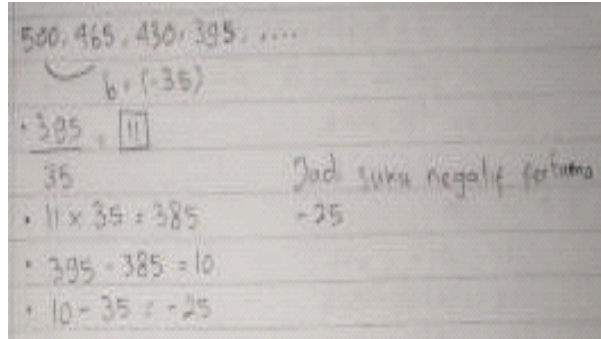 500, 465, 430, 395, ....
b = (-35)
• 395 = 11
35
• 11 x 35 = 385
• 395 - 385 = 10
• 10 - 35 = -25
Jadi suku negatif pertama
-25